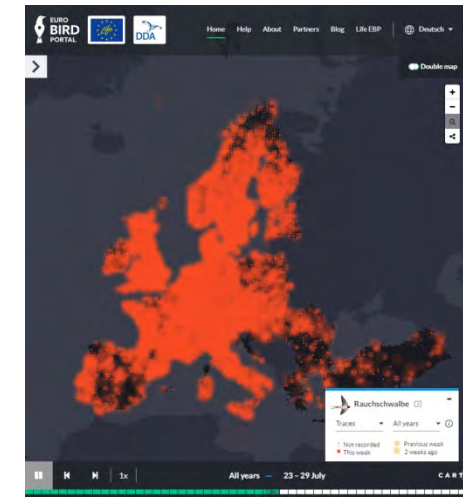 EURO
BIRD
PORTAL
life
DDA
Home Help About Partners Blog Life EBP Deutsch
Double map
+
−
Rauchschwalbe
Traces All years
Not recorded Previous week
This week 2 weeks ago
1x All years — 23 - 29 July CART